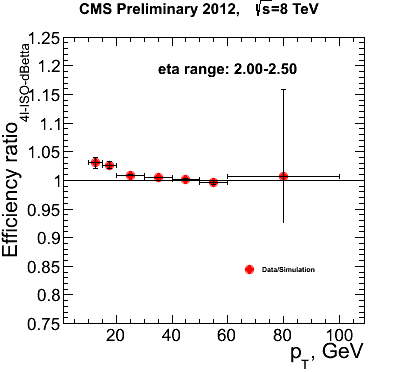 CMS Preliminary 2012, √s=8 TeV
eta range: 2.00-2.50
Efficiency ratio 4l-ISO-dBetta
1.25
1.2
1.15
1.1
1.05
1
0.95
0.9
0.85
0.8
0.75
Data/Simulation
20 40 60 80 100
p_T, GeV